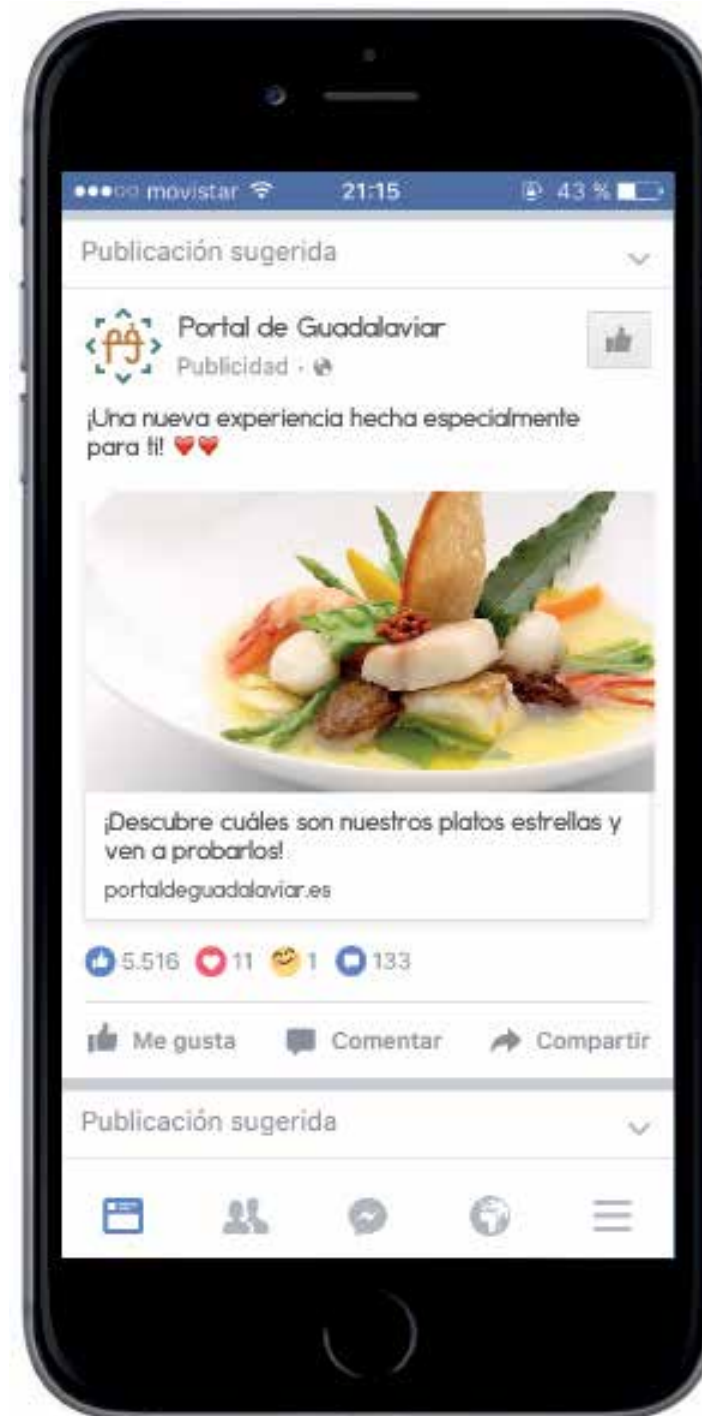 movistar 21:15 43 %
Publicación sugerida
Portal de Guadalaviar
Publicidad
¡Una nueva experiencia hecha especialmente
para ti! ❤❤
¡Descubre cuáles son nuestros platos estrellas y
ven a probarlos!
portaldeguadalaviar.es
5.516 11 1 133
Me gusta Comentar Compartir
Publicación sugerida